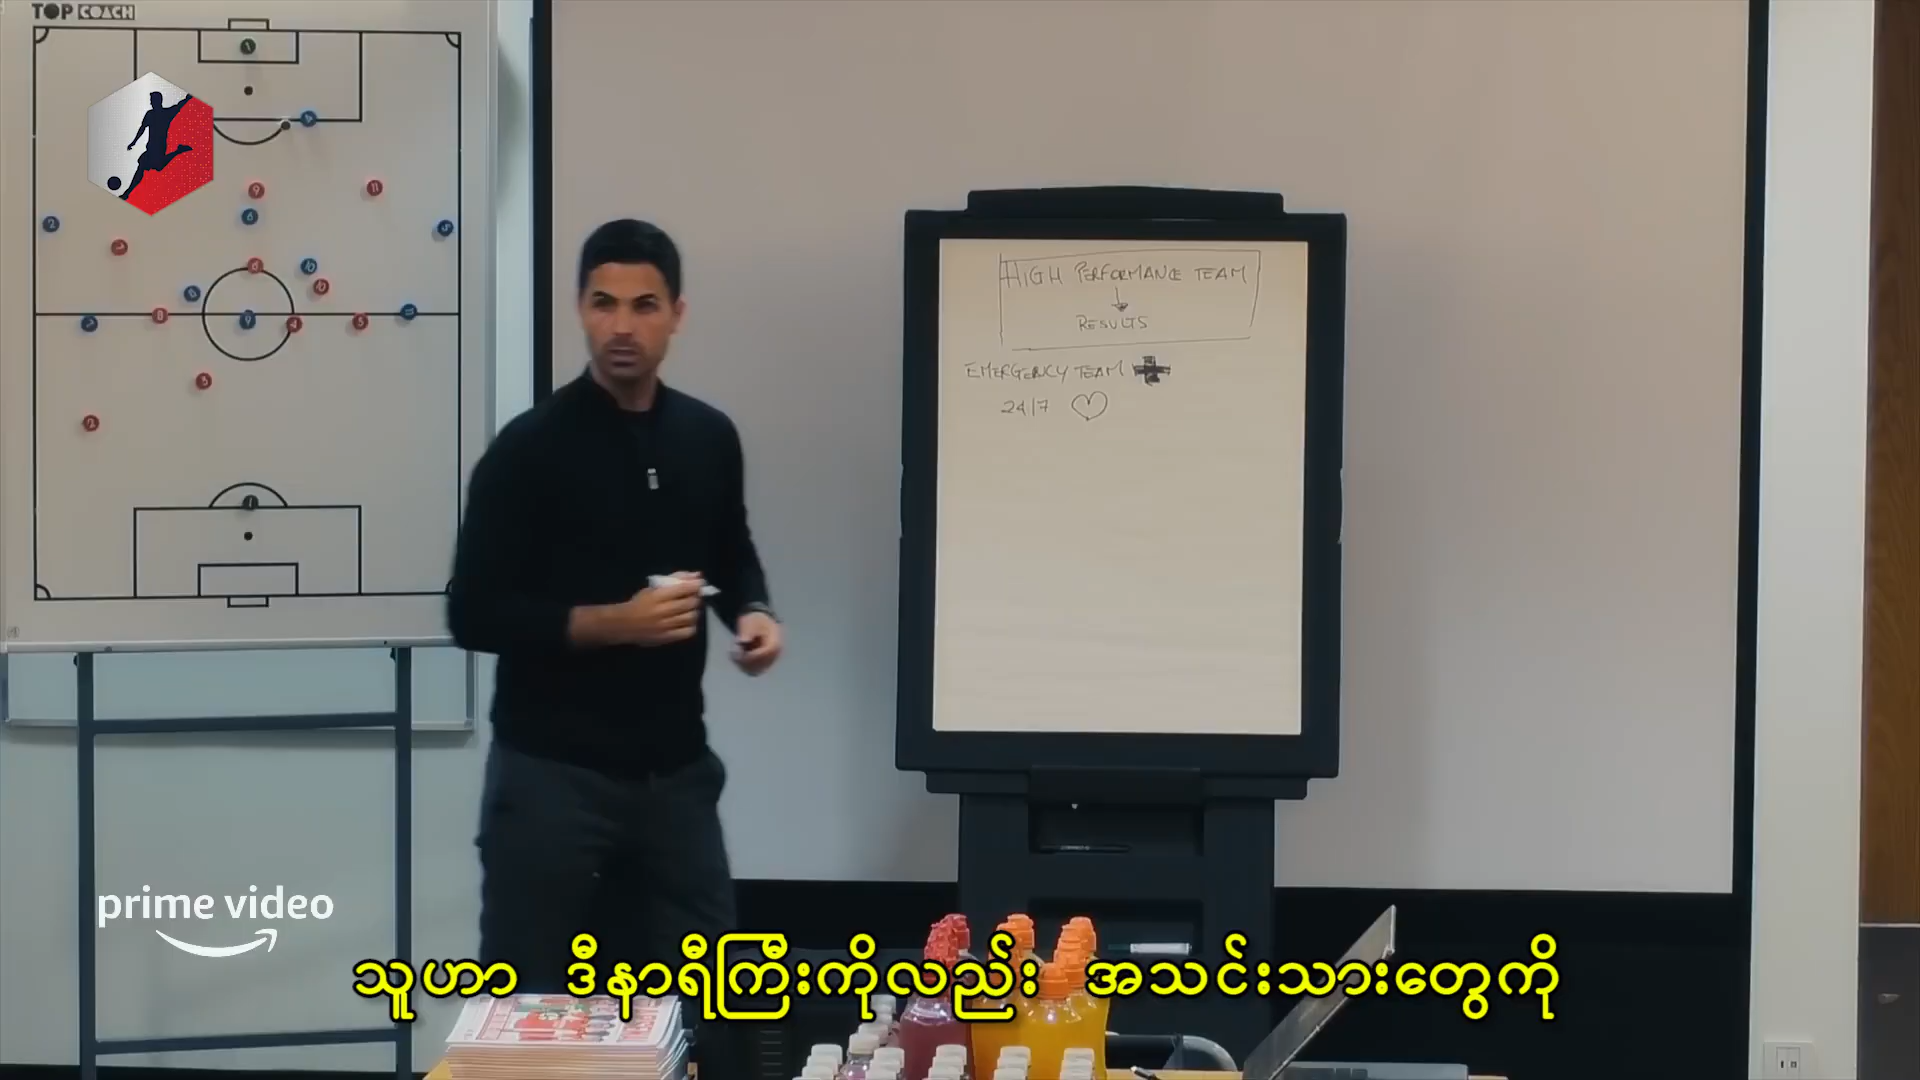 TOP COACH
HIGH PERFORMANCE TEAM
RESULTS
EMERGENCY TEAM
24/7
prime video
သူဟာ ဒီနာရီကြီးကိုလည်း အသင်းသားတွေကို